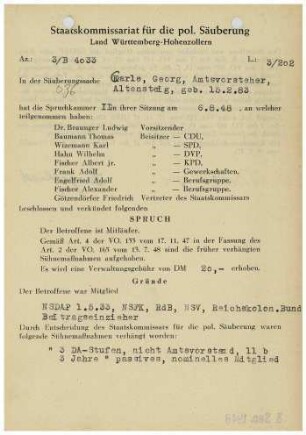 Staatskommissariat für die pol. Säuberung
Land Württemberg-Hohenzollern
Az.: 3/B 4033 L.: 3/202
In der Säuberungssache: Karle, Georg, Amtsvorsteher,
Altensteig, geb. 15.2.83
hat die Spruchkammer II in ihrer Sitzung am 6.8.48 , an welcher
teilgenommen haben:
Dr. Braunger Ludwig Vorsitzender
Baumann Thomas Beisitzer — CDU,
Wizemann Karl „ — SPD,
Hahn Wilhelm „ — DVP,
Fischer Albert jr. „ — KPD,
Frank Adolf „ — Gewerkschaften,
Engelfried Adolf „ — Berufsgruppe,
Fischer Alexander „ — Berufsgruppe,
Götzendörfer Friedrich Vertreter des Staatskommissars
beschlossen und verkündet folgenden
SPRUCH
Der Betroffene ist Mitläufer.
Gemäß Art. 4 der VO. 133 vom 17. 11. 47 in der Fassung des
Art. 2 der VO. 165 vom 13. 7. 48 sind die früher verhängten
Sühnemaßnahmen aufgehoben.
Es wird eine Verwaltungsgebühr von DM 20,— erhoben.
Gründe
Der Betroffene war Mitglied
NSDAP 1.5.33, NSFK, RdB, NSV, Reichskolon.Bund
Beitragseinzieher
Durch Entscheidung des Staatskommissars für die pol. Säuberung waren
folgende Sühnemaßnahmen verhängt worden:
" 3 DA-Stufen, nicht Amtsvorstand, 11 b
3 Jahre " passives, nominelles Mitglied